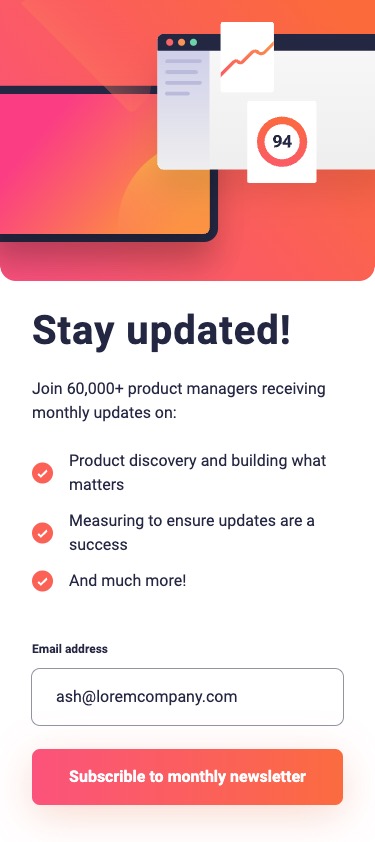 94
Stay updated!
Join 60,000+ product managers receiving
monthly updates on:
Product discovery and building what
matters
Measuring to ensure updates are a
success
And much more!
Email address
ash@loremcompany.com
Subscrible to monthly newsletter